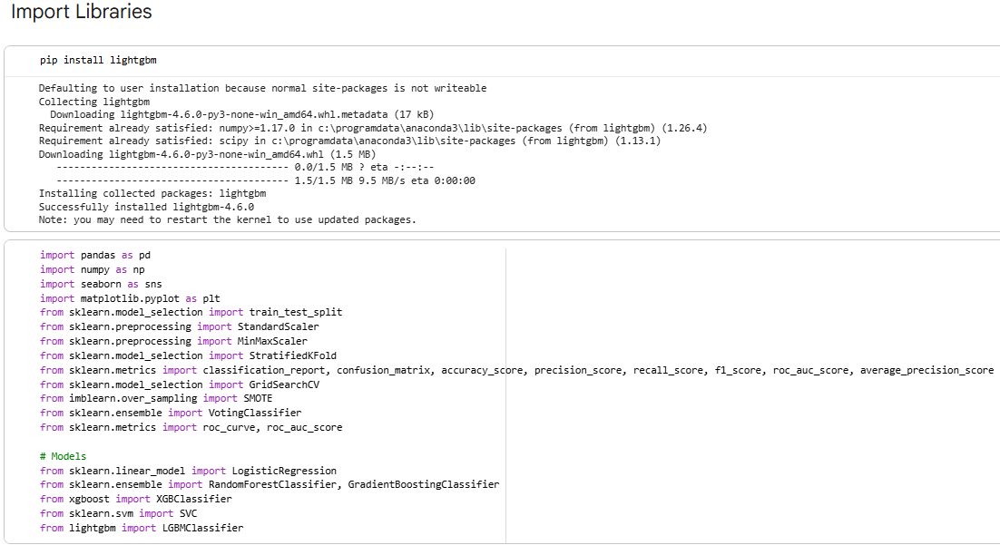 Import Libraries
pip install lightgbm
Defaulting to user installation because normal site-packages is not writeable
Collecting lightgbm
  Downloading lightgbm-4.6.0-py3-none-win_amd64.whl.metadata (17 kB)
Requirement already satisfied: numpy>=1.17.0 in c:\programdata\anaconda3\lib\site-packages (from lightgbm) (1.26.4)
Requirement already satisfied: scipy in c:\programdata\anaconda3\lib\site-packages (from lightgbm) (1.13.1)
Downloading lightgbm-4.6.0-py3-none-win_amd64.whl (1.5 MB)
   ---------------------------------------- 0.0/1.5 MB ? eta -:--:--
   ---------------------------------------- 1.5/1.5 MB 9.5 MB/s eta 0:00:00
Installing collected packages: lightgbm
Successfully installed lightgbm-4.6.0
Note: you may need to restart the kernel to use updated packages.
import pandas as pd
import numpy as np
import seaborn as sns
import matplotlib.pyplot as plt
from sklearn.model_selection import train_test_split
from sklearn.preprocessing import StandardScaler
from sklearn.preprocessing import MinMaxScaler
from sklearn.model_selection import StratifiedKFold
from sklearn.metrics import classification_report, confusion_matrix, accuracy_score, precision_score, recall_score, f1_score, roc_auc_score, average_precision_score
from sklearn.model_selection import GridSearchCV
from imblearn.over_sampling import SMOTE
from sklearn.ensemble import VotingClassifier
from sklearn.metrics import roc_curve, roc_auc_score

# Models
from sklearn.linear_model import LogisticRegression
from sklearn.ensemble import RandomForestClassifier, GradientBoostingClassifier
from xgboost import XGBClassifier
from sklearn.svm import SVC
from lightgbm import LGBMClassifier